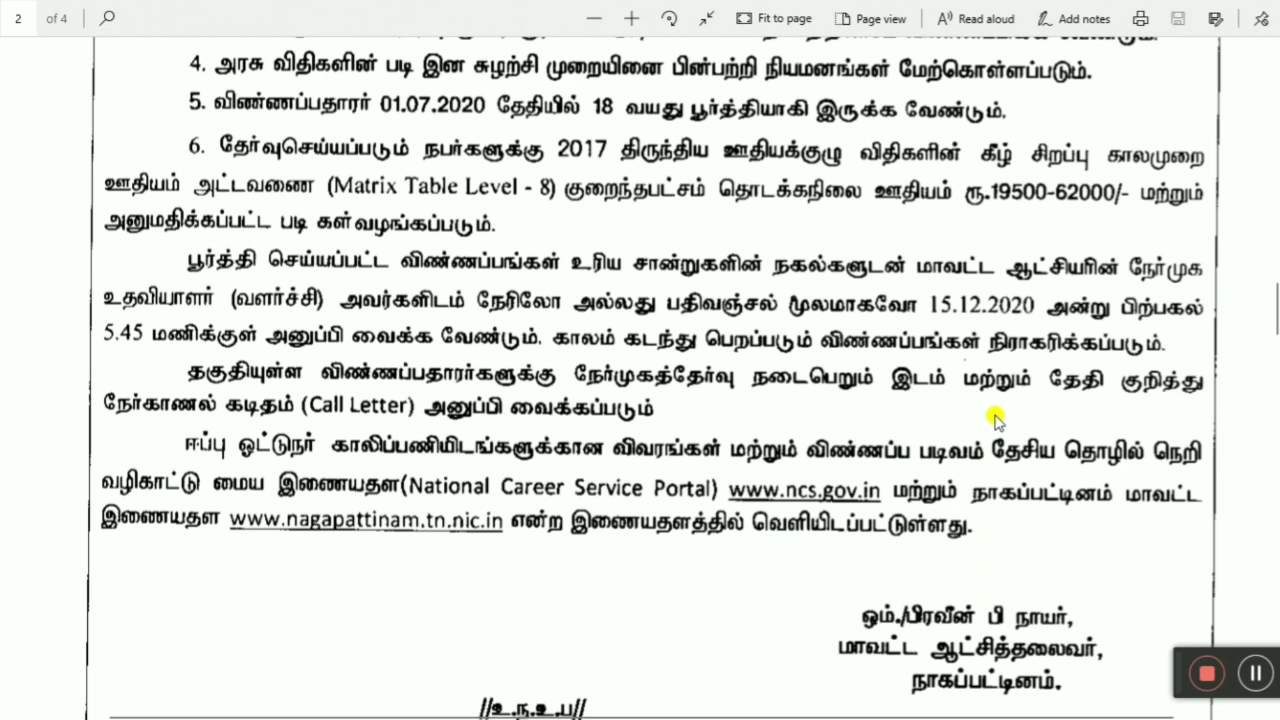 2 of 4 Fit to page Page view Read aloud Add notes
4. அரசு விதிகளின் படி இன சுழற்சி முறையினை பின்பற்றி நியமனங்கள் மேற்கொள்ளப்படும்.
5. விண்ணப்பதாரர் 01.07.2020 தேதியில் 18 வயது பூர்த்தியாகி இருக்க வேண்டும்.
6. தேர்வுசெய்யப்படும் நபர்களுக்கு 2017 திருந்திய ஊதியக்குழு விதிகளின் கீழ் சிறப்பு காலமுறை
ஊதியம் அட்டவணை (Matrix Table Level - 8) குறைந்தபட்சம் தொடக்கநிலை ஊதியம் ரூ.19500-62000/- மற்றும்
அனுமதிக்கப்பட்ட படி கள்வழங்கப்படும்.
பூர்த்தி செய்யப்பட்ட விண்ணப்பங்கள் உரிய சான்றுகளின் நகல்களுடன் மாவட்ட ஆட்சியரின் நேர்முக
உதவியாளர் (வளர்ச்சி) அவர்களிடம் நேரிலோ அல்லது பதிவஞ்சல் மூலமாகவோ 15.12.2020 அன்று பிற்பகல்
5.45 மணிக்குள் அனுப்பி வைக்க வேண்டும். காலம் கடந்து பெறப்படும் விண்ணப்பங்கள் நிராகரிக்கப்படும்.
தகுதியுள்ள விண்ணப்பதாரர்களுக்கு நேர்முகத்தேர்வு நடைபெறும் இடம் மற்றும் தேதி குறித்து
நேர்காணல் கடிதம் (Call Letter) அனுப்பி வைக்கப்படும்
ஈப்பு ஓட்டுநர் காலிப்பணியிடங்களுக்கான விவரங்கள் மற்றும் விண்ணப்ப படிவம் தேசிய தொழில் நெறி
வழிகாட்டு மைய இணையதள(National Career Service Portal) www.ncs.gov.in மற்றும் நாகப்பட்டினம் மாவட்ட
இணையதள www.nagapattinam.tn.nic.in என்ற இணையதளத்தில் வெளியிடப்பட்டுள்ளது.
ஒம்./பிரவீன் பி நாயர்,
மாவட்ட ஆட்சித்தலைவர்,
நாகப்பட்டினம்.
//உ.ந.உ.ப//